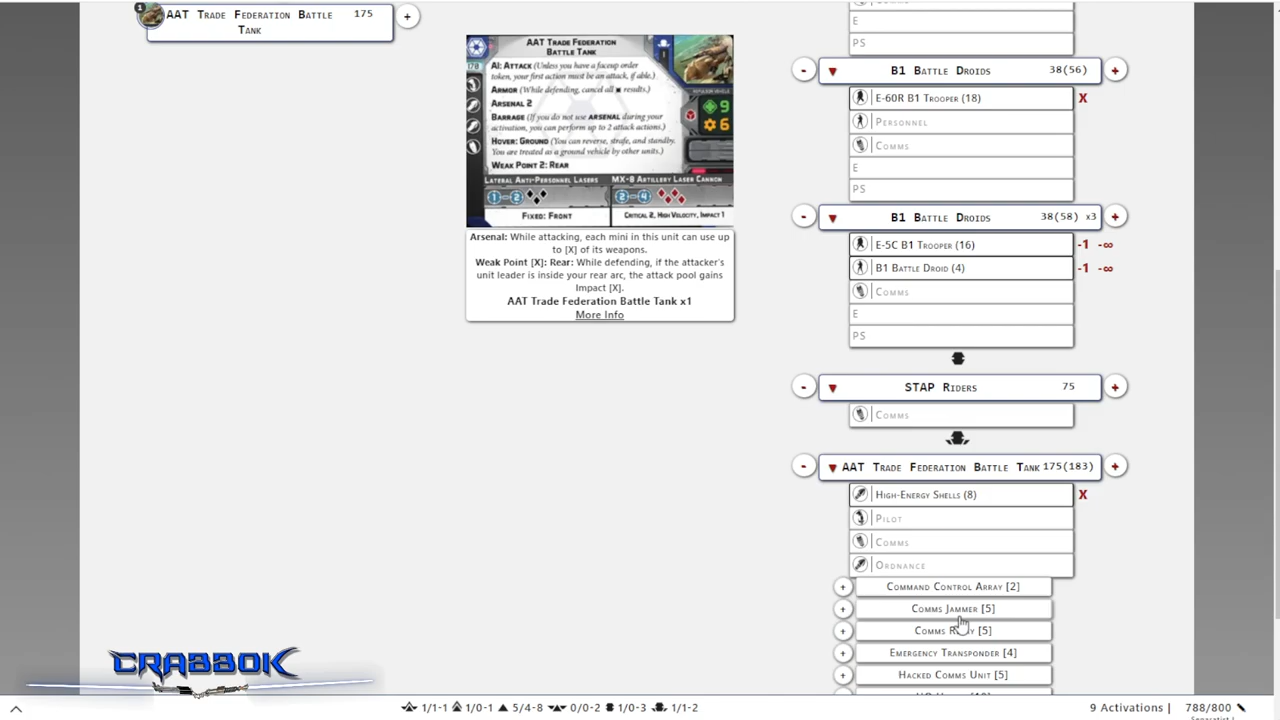 1
AAT Trade Federation Battle Tank 175
+
AAT Trade Federation
Battle Tank
170
AI: Attack (Unless you have a faceup order
token, your first action must be an attack, if able.)
Armor (While defending, cancel all results.)
Arsenal 2
Barrage (If you do not use ARSENAL during your
activation, you can perform up to 2 attack actions.)
Hover: Ground (You can reverse, strafe, and standby.
You are treated as a ground vehicle by other units.)
Weak Point 2: Rear
9
6
Lateral Anti-Personnel Lasers
1 - 2
Fixed: Front
MX-8 Artillery Laser Cannon
2 - 4
Critical 2, High Velocity, Impact 1
Arsenal: While attacking, each mini in this unit can use up
to [X] of its weapons.
Weak Point [X]: Rear: While defending, if the attacker's
unit leader is inside your rear arc, the attack pool gains
Impact [X].
AAT Trade Federation Battle Tank x1
More Info
E
PS
- B1 Battle Droids 38(56) +
E-60R B1 Trooper (18) X
Personnel
Comms
E
PS
- B1 Battle Droids 38(58) x3 +
E-5C B1 Trooper (16) -1 -∞
B1 Battle Droid (4) -1 -∞
Comms
E
PS
- STAP Riders 75 +
Comms
- AAT Trade Federation Battle Tank 175(183) +
High-Energy Shells (8) X
Pilot
Comms
Ordnance
+ Command Control Array [2]
+ Comms Jammer [5]
+ Comms [5]
+ Emergency Transponder [4]
+ Hacked Comms Unit [5]
CRABBOK
1/1-1 1/0-1 5/4-8 0/0-2 1/0-3 1/1-2
9 Activations | 788/800